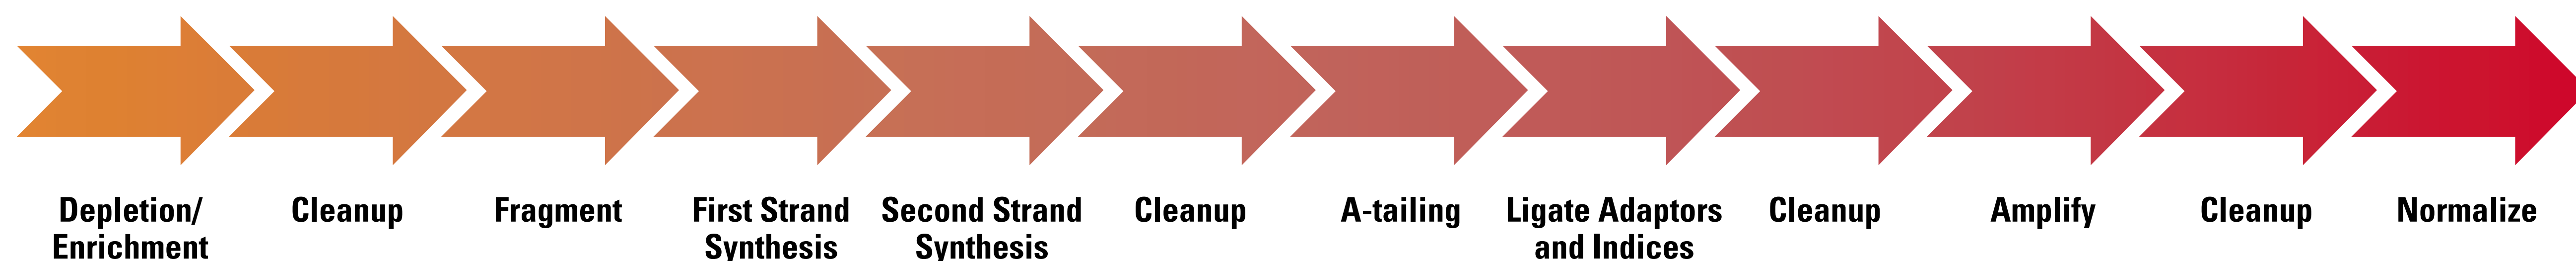 Depletion/
Enrichment
Cleanup
Fragment
First Strand
Synthesis
Second Strand
Synthesis
Cleanup
A-tailing
Ligate Adaptors
and Indices
Cleanup
Amplify
Cleanup
Normalize